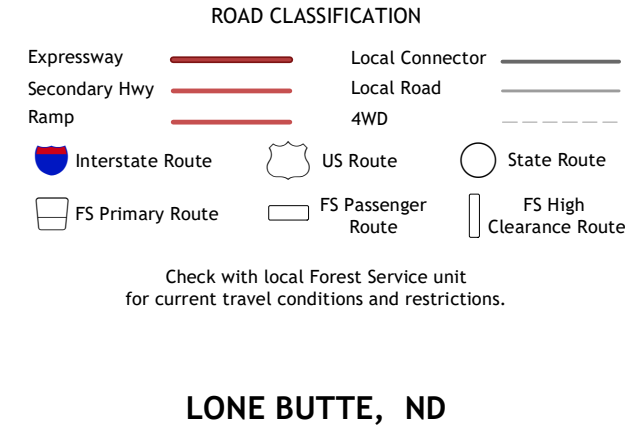 ROAD CLASSIFICATION
Expressway
Local Connector
Secondary Hwy
Local Road
Ramp
4WD
Interstate Route
US Route
State Route
FS Primary Route
FS Passenger
Route
FS High
Clearance Route
Check with local Forest Service unit
for current travel conditions and restrictions.
LONE BUTTE, ND